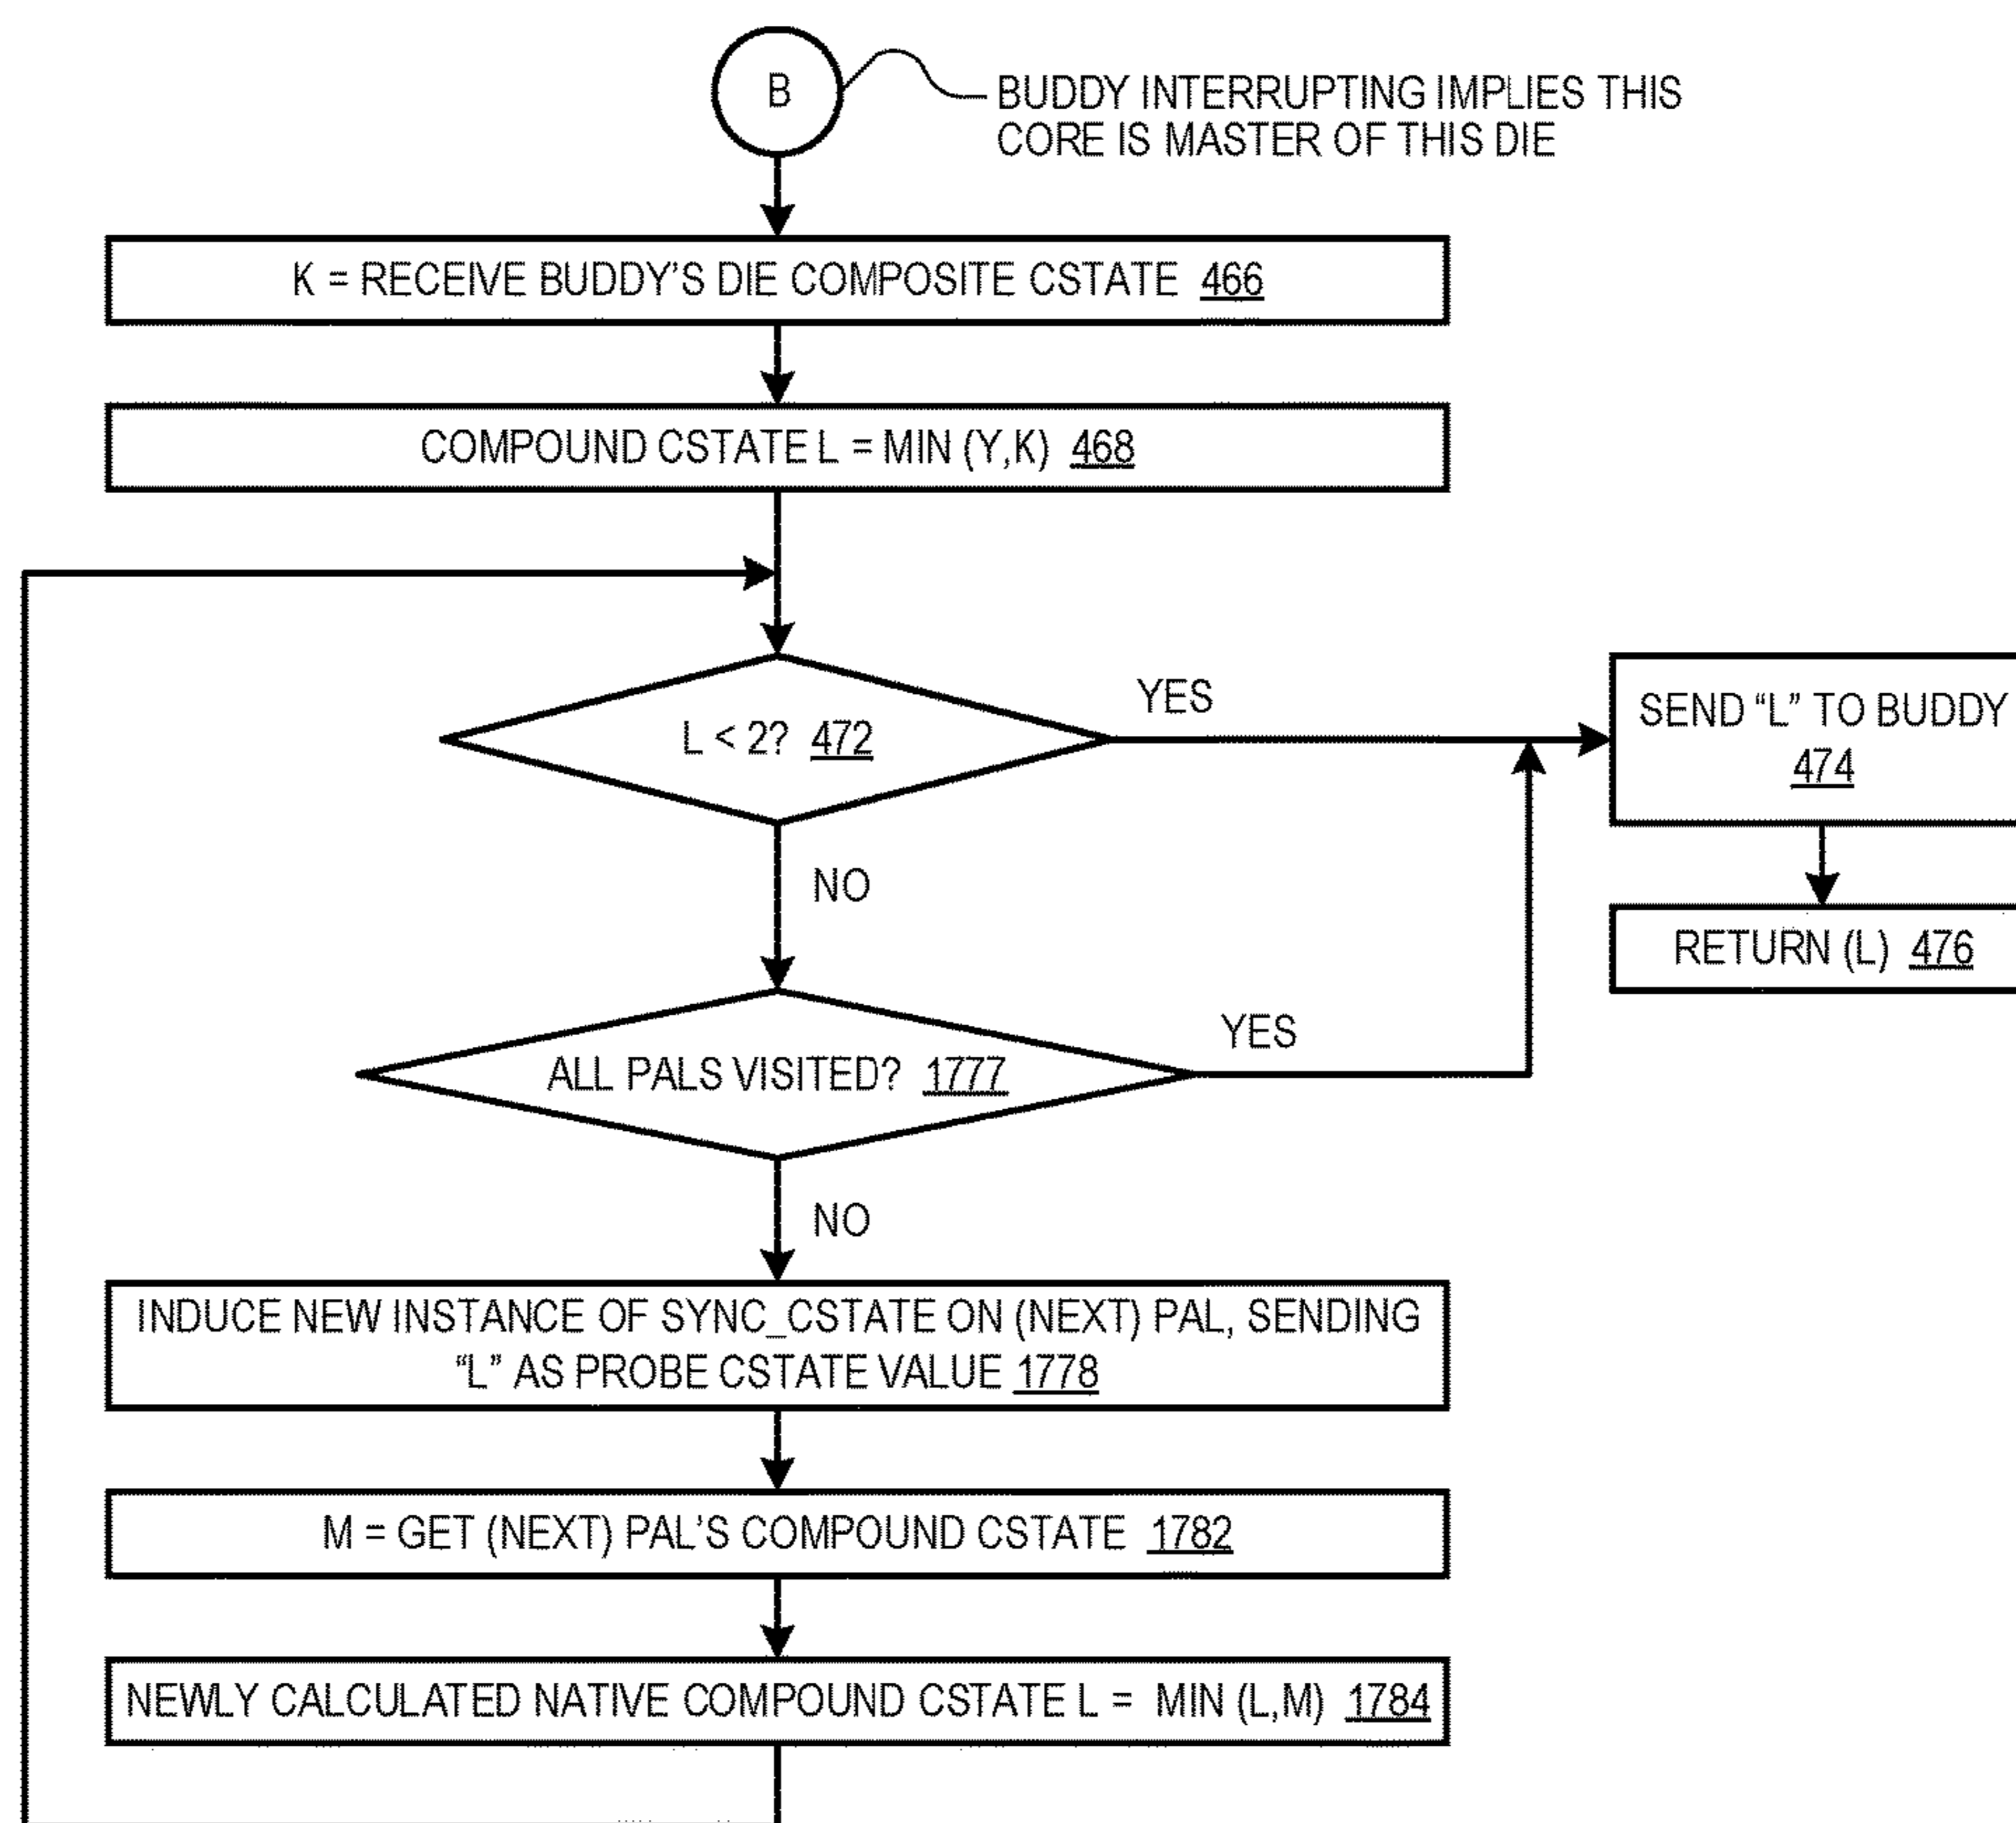 B
BUDDY INTERRUPTING IMPLIES THIS
CORE IS MASTER OF THIS DIE
K = RECEIVE BUDDY'S DIE COMPOSITE CSTATE 466
COMPOUND CSTATE L = MIN (Y,K) 468
L < 2? 472
YES
SEND “L” TO BUDDY
474
NO
RETURN (L) 476
ALL PALS VISITED? 1777
YES
NO
INDUCE NEW INSTANCE OF SYNC_CSTATE ON (NEXT) PAL, SENDING
“L” AS PROBE CSTATE VALUE 1778
M = GET (NEXT) PAL'S COMPOUND CSTATE 1782
NEWLY CALCULATED NATIVE COMPOUND CSTATE L = MIN (L,M) 1784